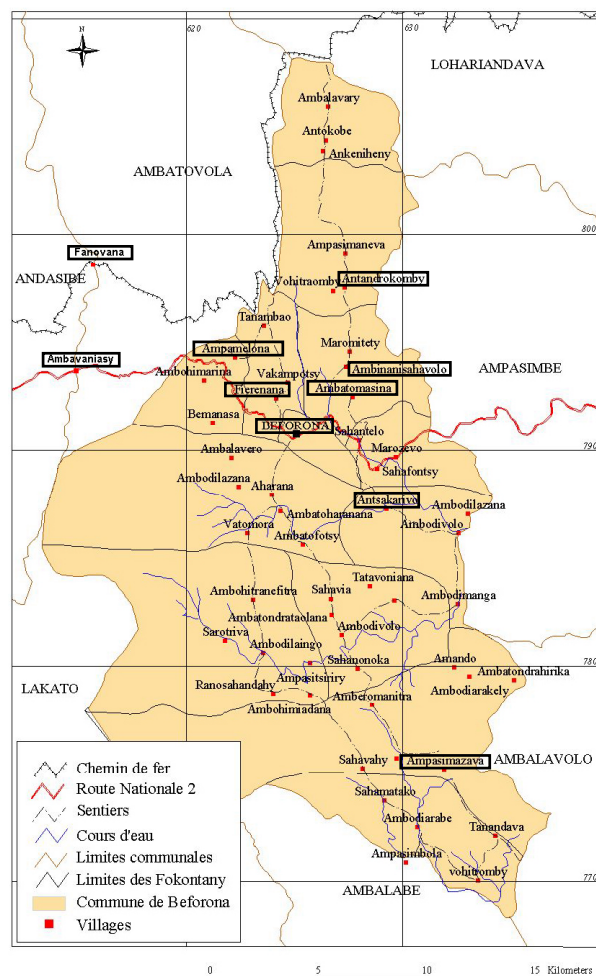 620
630
N
LOHARIANDAVA
Ambalavary
Antokobe
Ankeniheny
AMBATOVOLA
800
Fanovana
Ampasimaneva
ANDASIBE
Vohitraomby
Antandrokomby
Tanambao
Ampamelona
Maromitety
Ambavaniasy
Ambinanisahavolo
AMPASIMBE
Ambohimarina
Vakampotsy
Fierenana
Ambatomasina
Bemanasa
BEFORONA
Sahantelo
790
Ambalavero
Marozevo
Sahafontsy
Ambodilazana
Aharana
Antsakarivo
Ambodilazana
Ambatoharanana
Vatomora
Ambodivolo
Ambatofotsy
Tatavoniana
Ambohitranefitra
Sahavia
Ambodimanga
Ambatondrataolana
Ambodivolo
Sarotriva
Ambodilaingo
780
Sahanonoka
Amando
Ambatondrahirika
LAKATO
Ranosahandahy
Ampasitsiriry
Ambodiarakely
Amberomanitra
Ambohimiadana
Sahavahy
Ampasimazava
AMBALAVOLO
Chemin de fer
Route Nationale 2
Sentiers
Cours d'eau
Limites communales
Limites des Fokontany
Commune de Beforona
Villages
Sahamatako
Ambodiarabe
Tanandava
Ampasimbola
vohitromby
770
AMBALABE
0 5 10 15 Kilometers